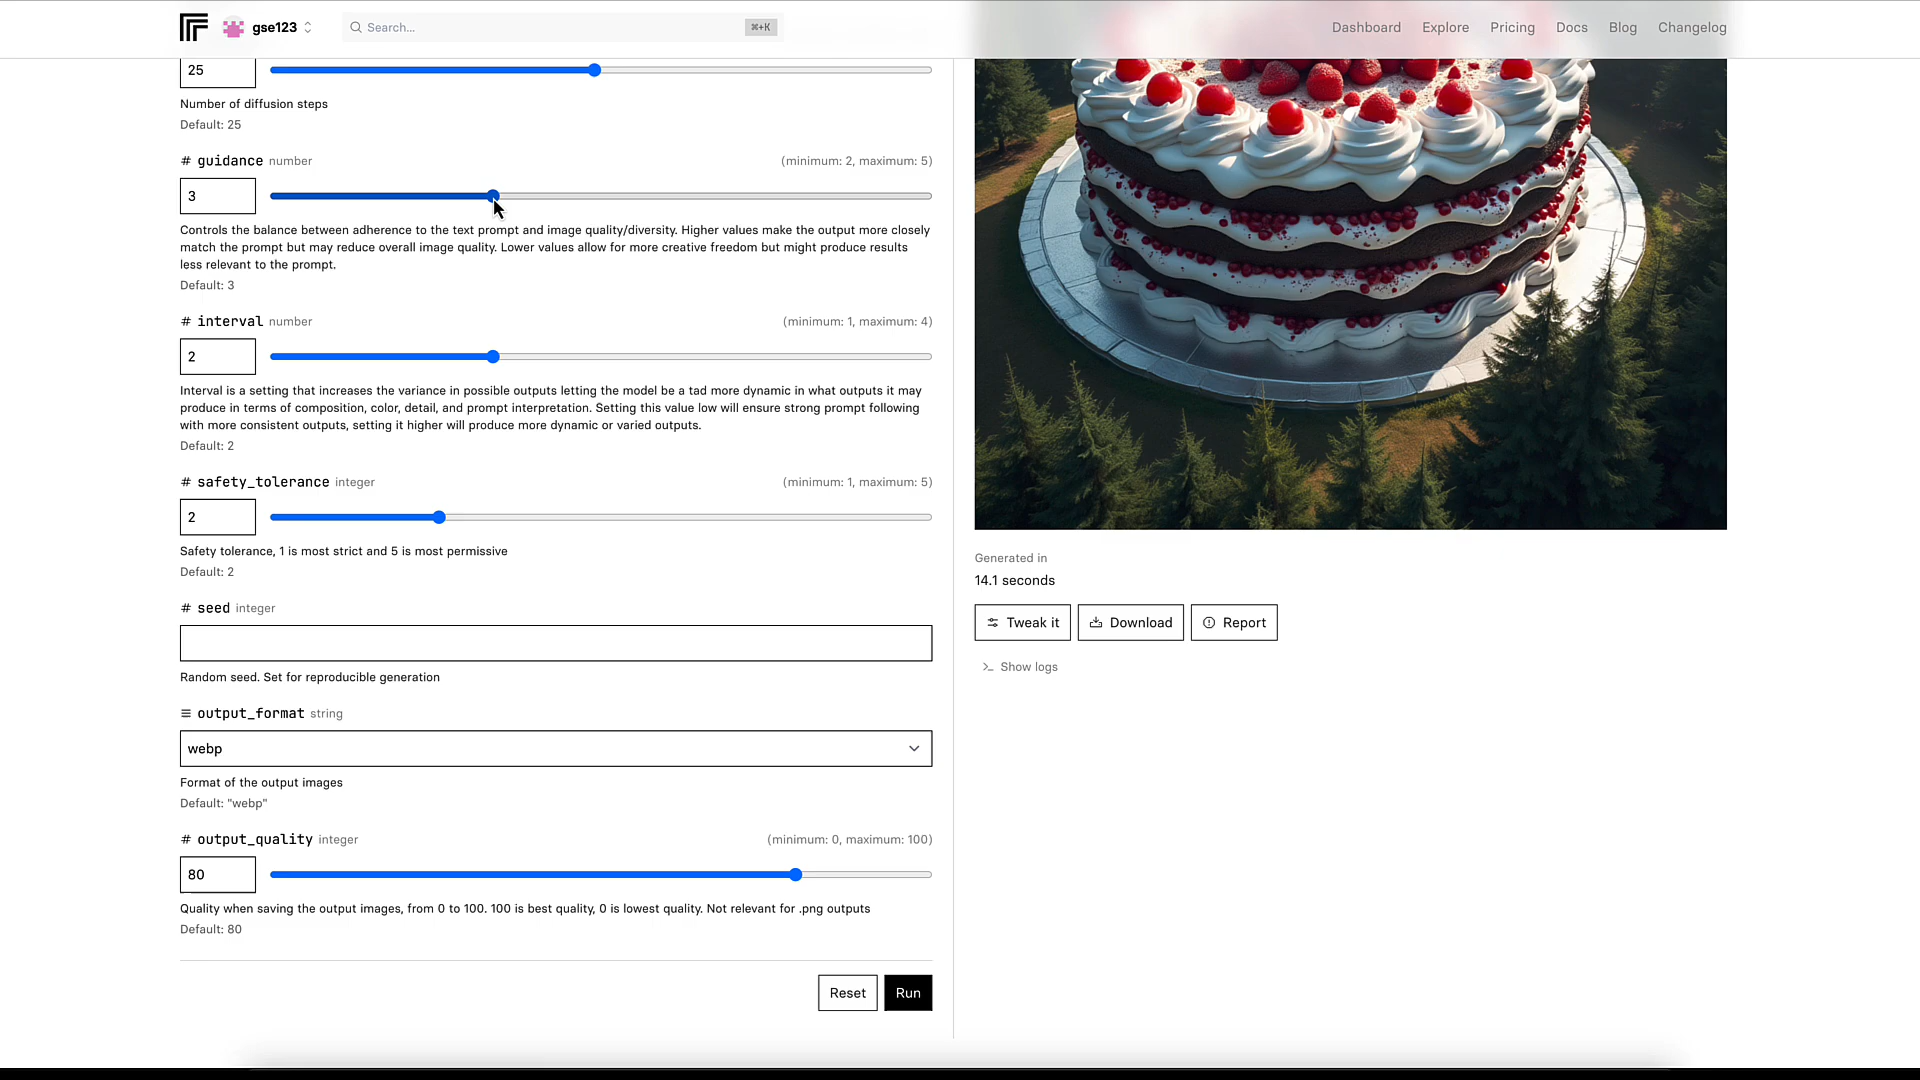 gse123
Search...
⌘+K
Dashboard
Explore
Pricing
Docs
Blog
Changelog
25
Number of diffusion steps
Default: 25
# guidance number
(minimum: 2, maximum: 5)
3
Controls the balance between adherence to the text prompt and image quality/diversity. Higher values make the output more closely
match the prompt but may reduce overall image quality. Lower values allow for more creative freedom but might produce results
less relevant to the prompt.
Default: 3
# interval number
(minimum: 1, maximum: 4)
2
Interval is a setting that increases the variance in possible outputs letting the model be a tad more dynamic in what outputs it may
produce in terms of composition, color, detail, and prompt interpretation. Setting this value low will ensure strong prompt following
with more consistent outputs, setting it higher will produce more dynamic or varied outputs.
Default: 2
# safety_tolerance integer
(minimum: 1, maximum: 5)
2
Safety tolerance, 1 is most strict and 5 is most permissive
Default: 2
# seed integer
Random seed. Set for reproducible generation
output_format string
webp
Format of the output images
Default: "webp"
# output_quality integer
(minimum: 0, maximum: 100)
80
Quality when saving the output images, from 0 to 100. 100 is best quality, 0 is lowest quality. Not relevant for .png outputs
Default: 80
Reset
Run
Generated in
14.1 seconds
Tweak it
Download
Report
Show logs